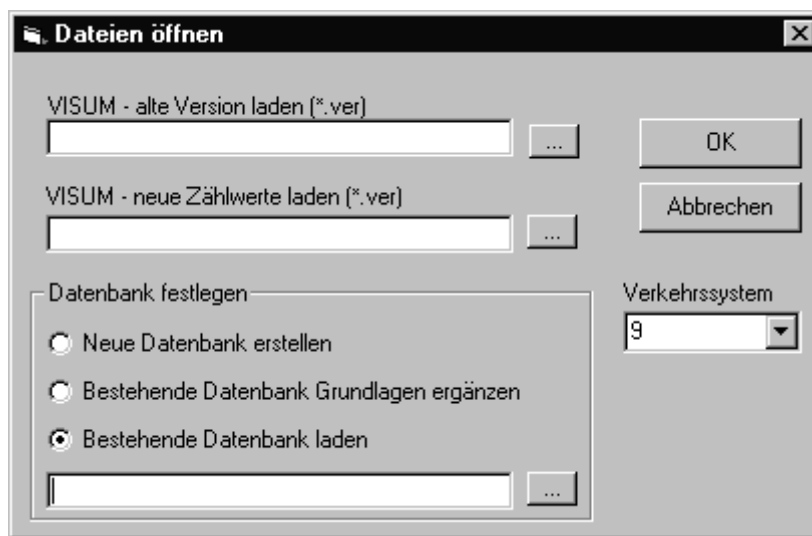 Dateien öffnen
VISUM - alte Version laden (*.ver)
...
OK
VISUM - neue Zählwerte laden (*.ver)
...
Abbrechen
Datenbank festlegen
Verkehrssystem
9
Neue Datenbank erstellen
Bestehende Datenbank Grundlagen ergänzen
Bestehende Datenbank laden
...